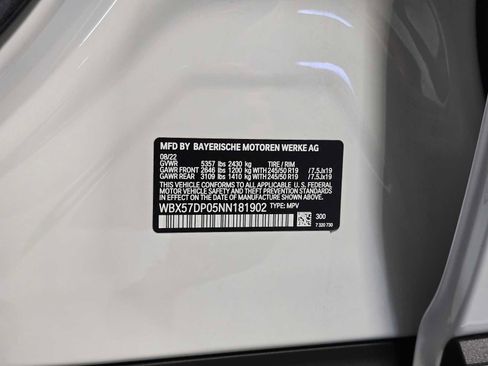 MFD BY BAYERISCHE MOTOREN WERKE AG
08/22
GVWR 5357 lbs 2430 kg TIRE / RIM
GAWR FRONT 2646 lbs 1200 kg WITH 245/50 R19 /7.5Jx19
GAWR REAR 3109 lbs 1410 kg WITH 245/50 R19 /7.5Jx19
THIS VEHICLE CONFORMS TO ALL APPLICABLE FEDERAL
MOTOR VEHICLE SAFETY AND THEFT PREVENTION STANDARDS
IN EFFECT ON THE DATE OF MANUFACTURE SHOWN ABOVE.
WBX57DP05NN181902 TYPE: MPV
300
7 320 730